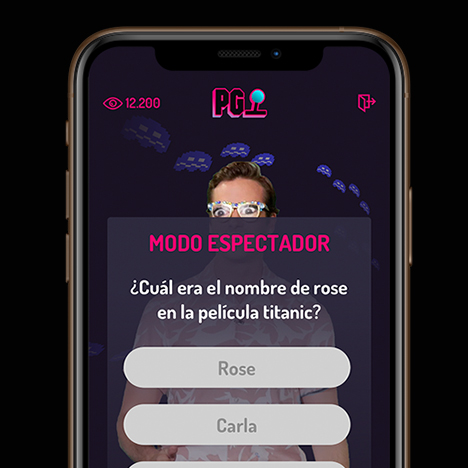 12.200
PG
MODO ESPECTADOR
¿Cuál era el nombre de rose
en la película titanic?
Rose
Carla